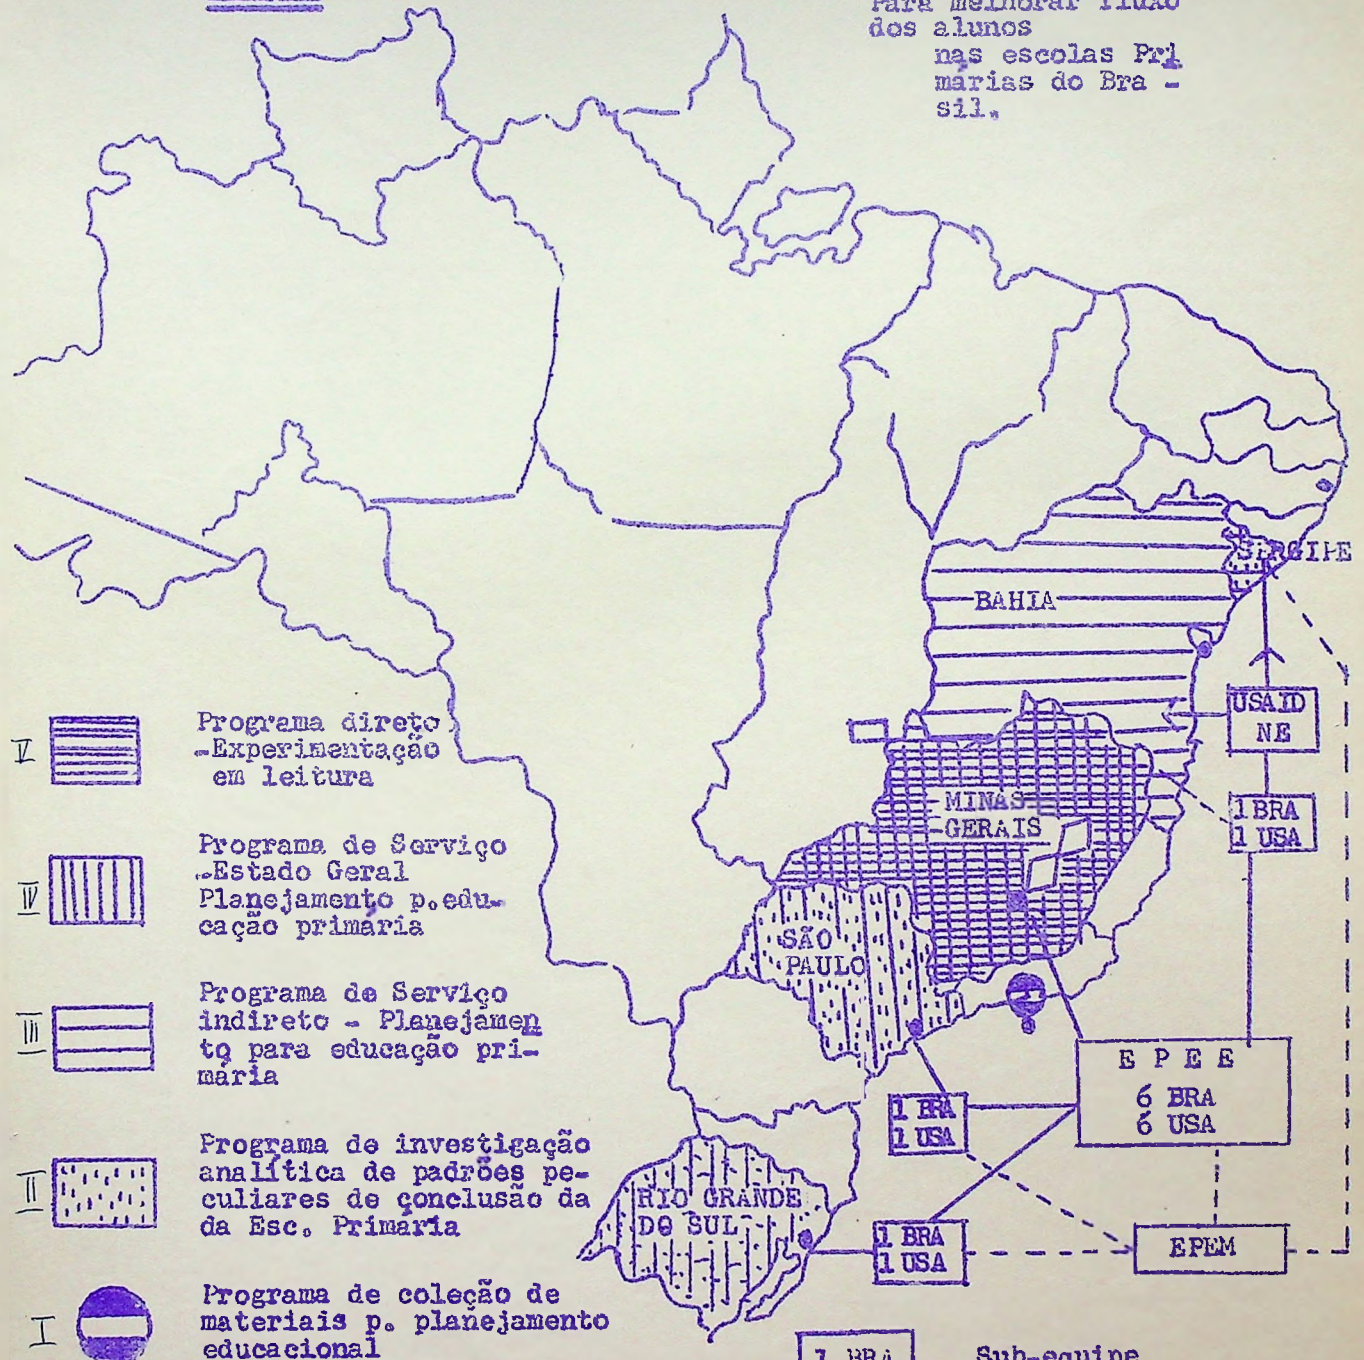 Para melhorar fluxo
dos alunos
nas escolas Pri
márias do Bra -
sil.
SERGIPE
BAHIA
USAID
NE
1 BRA
1 USA
MINAS
GERAIS
SÃO
PAULO
E P E E
6 BRA
6 USA
1 BRA
1 USA
RIO GRANDE
DO SUL
1 BRA
1 USA
EPEM
V
Programa direto
-Experimentação
em leitura
IV
Programa de Serviço
-Estado Geral
Planejamento p.edu-
cação primária
III
Programa de Serviço
indireto - Planejamen
to para educação pri-
mária
II
Programa de investigação
analítica de padrões pe-
culiares de conclusão da
da Esc. Primária
I
Programa de coleção de
materiais p. planejamento
educacional
1 BRA
Sub-equipe